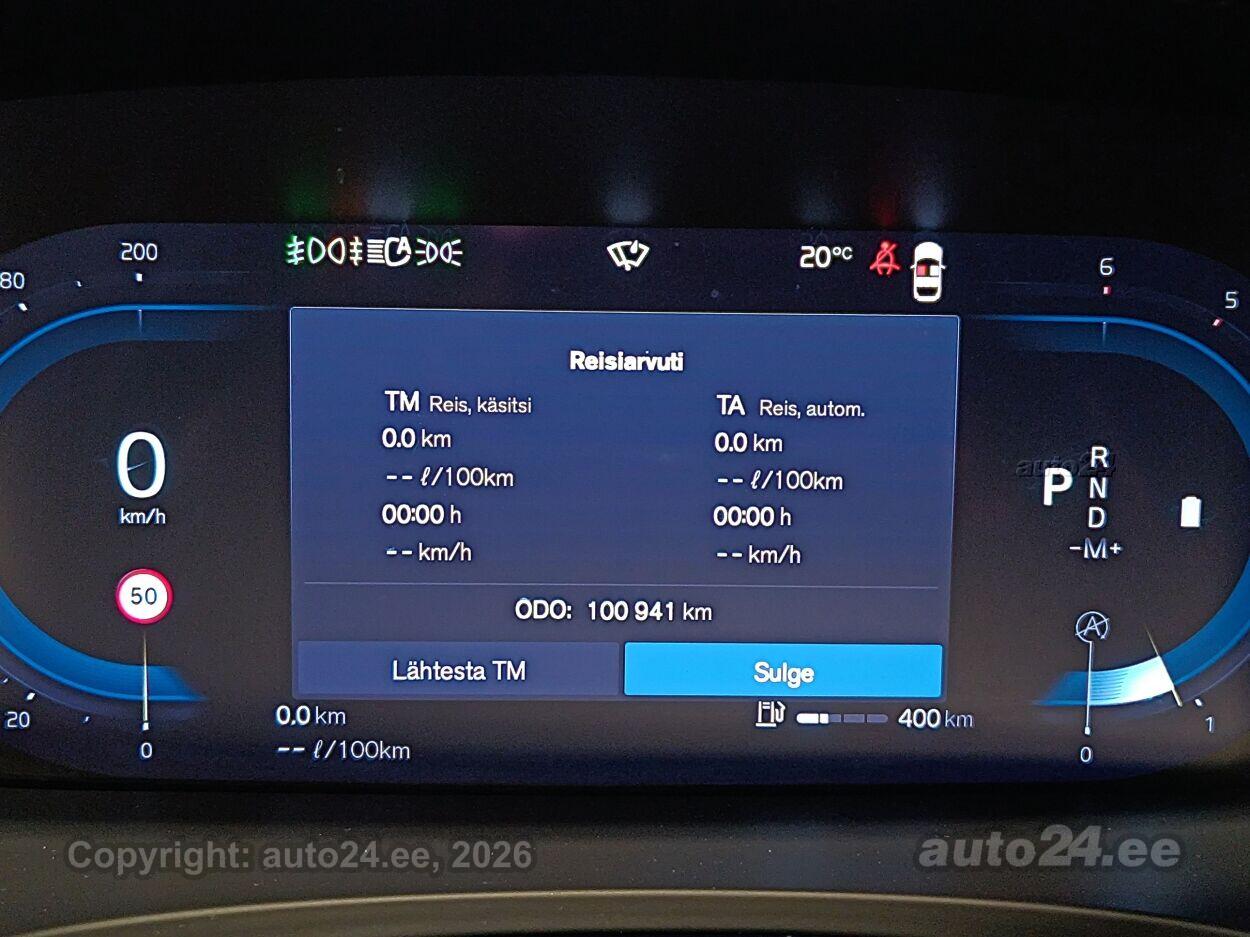 200
20°C
6
80
5
Reisiarvuti
TM Reis, käsitsi
TA Reis, autom.
0.0 km
0.0 km
-- ℓ/100km
-- ℓ/100km
00:00 h
00:00 h
-- km/h
-- km/h
0
km/h
P
R
N
D
-M+
50
ODO: 100 941 km
A
Lähtesta TM
Sulge
0.0 km
400 km
20
1
-- ℓ/100km
0
0
Copyright: auto24.ee, 2026
auto24.ee